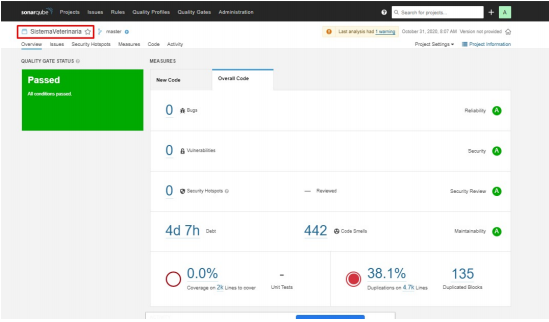 sonarqube Projects Issues Rules Quality Profiles Quality Gates Administration Search for projects... + A
SistemaVeterinaria master Last analysis had 1 warning October 31, 2020, 6:07 AM Version not provided
Overview Issues Security Hotspots Measures Code Activity Project Settings Project Information
QUALITY GATE STATUS MEASURES
Passed
All conditions passed.
New Code Overall Code
0 Bugs Reliability A
0 Vulnerabilities Security A
0 Security Hotspots — Reviewed Security Review A
4d 7h Debt 442 Code Smells Maintainability A
0.0% - 38.1% 135
Coverage on 2k Lines to cover Unit Tests Duplications on 4.7k Lines Duplicated Blocks